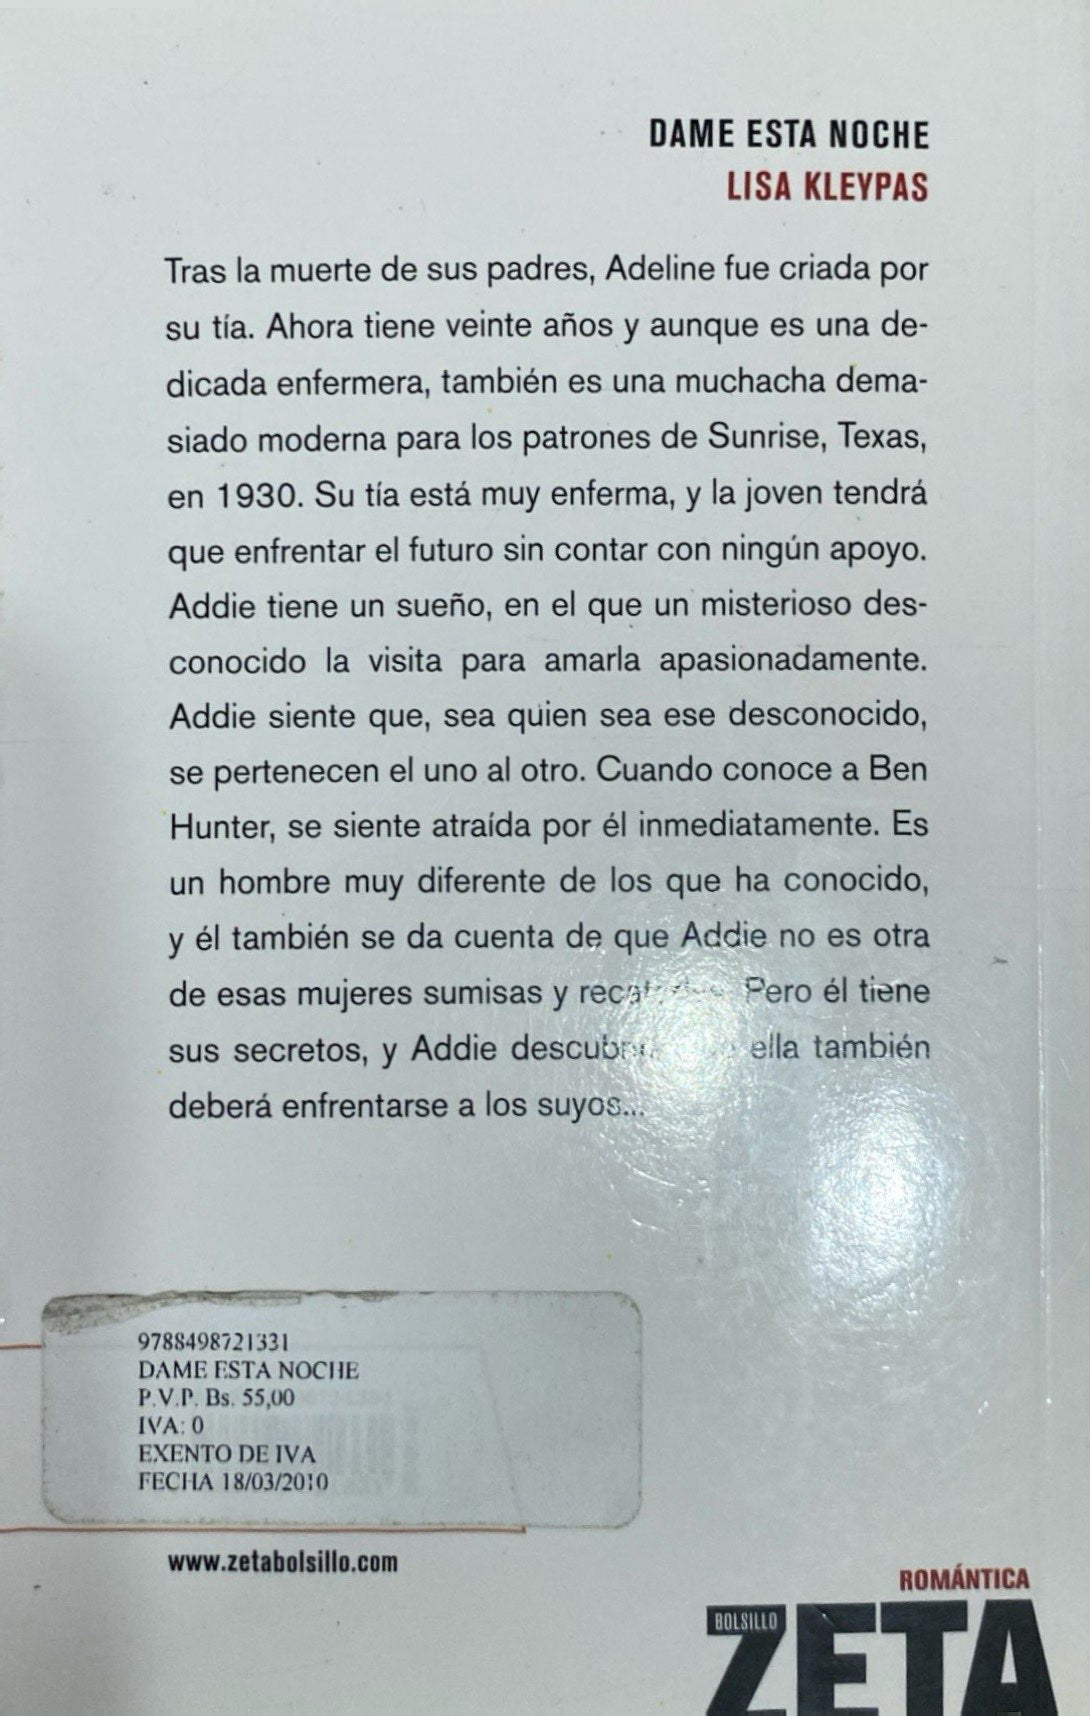 DAME ESTA NOCHE
LISA KLEYPAS
Tras la muerte de sus padres, Adeline fue criada por
su tía. Ahora tiene veinte años y aunque es una de-
dicada enfermera, también es una muchacha dema-
siado moderna para los patrones de Sunrise, Texas,
en 1930. Su tía está muy enferma, y la joven tendrá
que enfrentar el futuro sin contar con ningún apoyo.
Addie tiene un sueño, en el que un misterioso des-
conocido la visita para amarla apasionadamente.
Addie siente que, sea quien sea ese desconocido,
se pertenecen el uno al otro. Cuando conoce a Ben
Hunter, se siente atraída por él inmediatamente. Es
un hombre muy diferente de los que ha conocido,
y él también se da cuenta de que Addie no es otra
de esas mujeres sumisas y Pero él tiene
sus secretos, y Addie ella también
deberá enfrentarse a los suyos...
9788498721331
DAME ESTA NOCHE
P.V.P. Bs. 55,00
IVA: 0
EXENTO DE IVA
FECHA 18/03/2010
www.zetabolsillo.com
ROMÁNTICA
BOLSILLO
ZETA